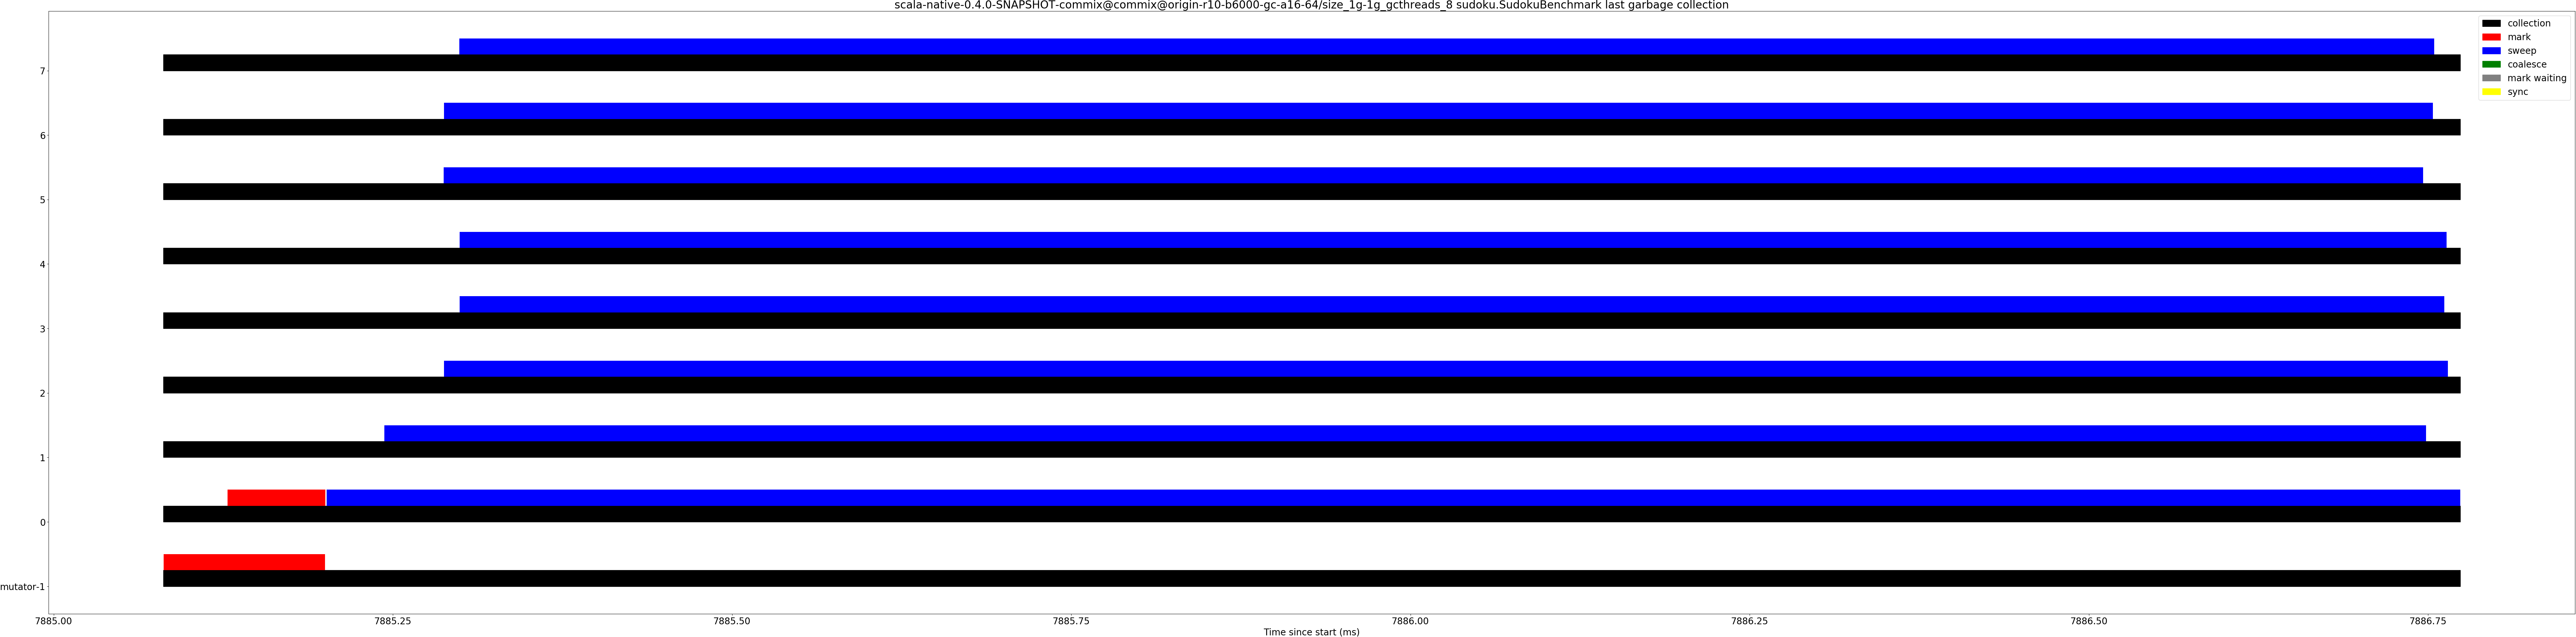 scala-native-0.4.0-SNAPSHOT-commix@commix@origin-r10-b6000-gc-a16-64/size_1g-1g_gcthreads_8 sudoku.SudokuBenchmark last garbage collection
collection
mark
sweep
coalesce
mark waiting
sync
7
6
5
4
3
2
1
0
mutator-1
7885.00 7885.25 7885.50 7885.75 7886.00 7886.25 7886.50 7886.75
Time since start (ms)